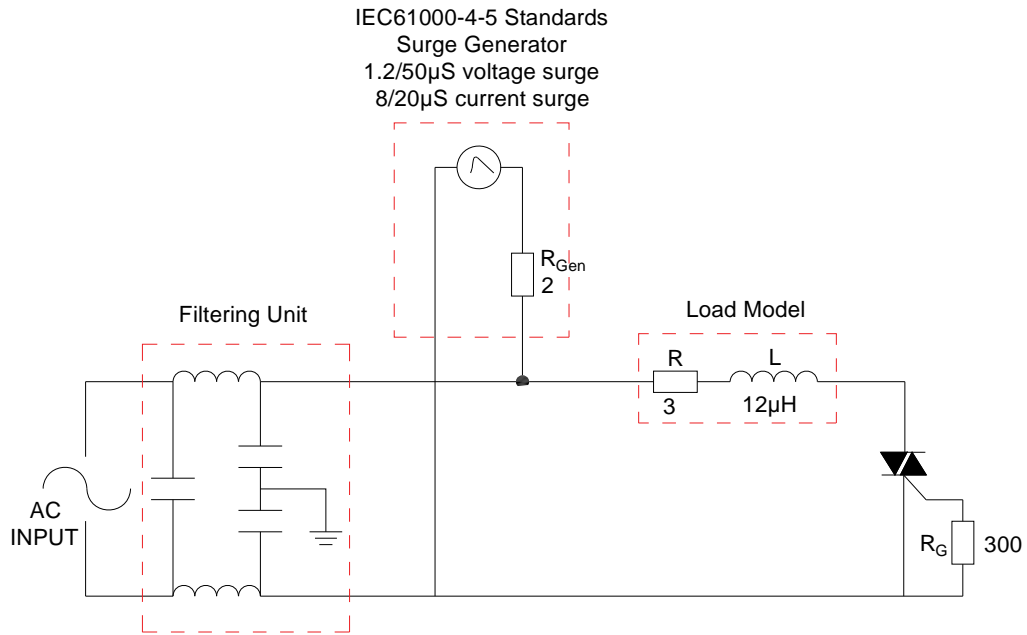 IEC61000-4-5 Standards
Surge Generator
1.2/50µS voltage surge
8/20µS current surge
RGen
2
Filtering Unit
Load Model
R
L
3
12µH
AC
INPUT
RG
300